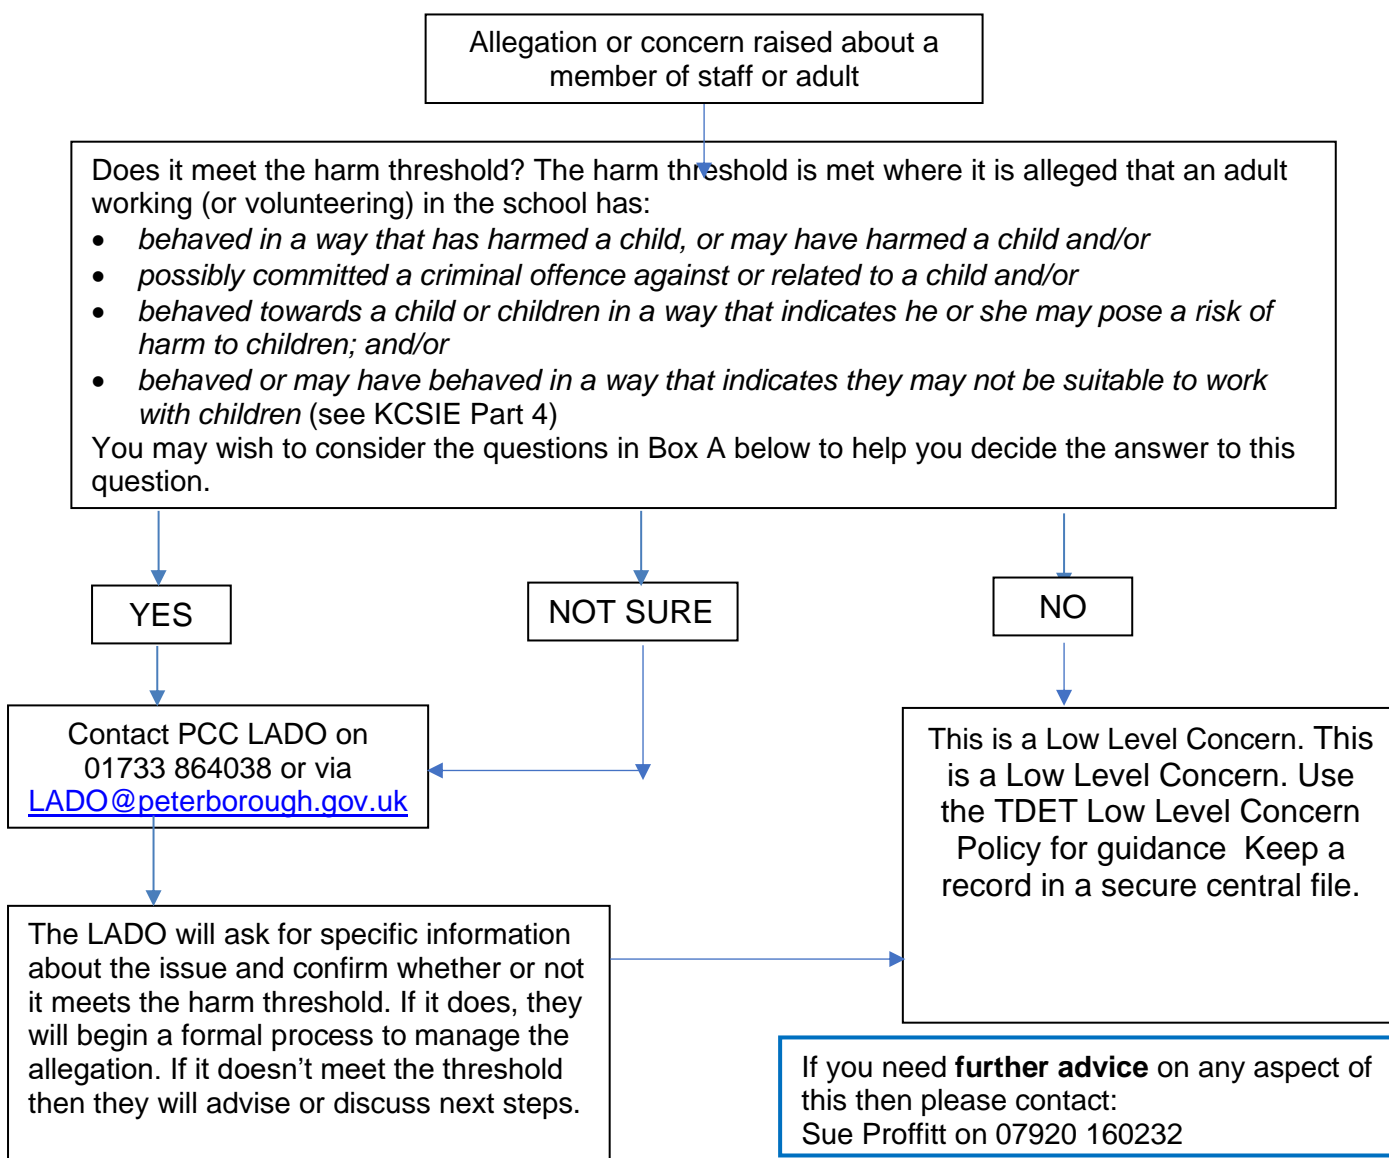 Allegation or concern raised about a
member of staff or adult
Does it meet the harm threshold? The harm threshold is met where it is alleged that an adult
working (or volunteering) in the school has:
• behaved in a way that has harmed a child, or may have harmed a child and/or
• possibly committed a criminal offence against or related to a child and/or
• behaved towards a child or children in a way that indicates he or she may pose a risk of
harm to children; and/or
• behaved or may have behaved in a way that indicates they may not be suitable to work
with children (see KCSIE Part 4)
You may wish to consider the questions in Box A below to help you decide the answer to this
question.
YES
NOT SURE
NO
Contact PCC LADO on
01733 864038 or via
LADO@peterborough.gov.uk
This is a Low Level Concern. This
is a Low Level Concern. Use
the TDET Low Level Concern
Policy for guidance  Keep a
record in a secure central file.
The LADO will ask for specific information
about the issue and confirm whether or not
it meets the harm threshold. If it does, they
will begin a formal process to manage the
allegation. If it doesn’t meet the threshold
then they will advise or discuss next steps.
If you need further advice on any aspect of
this then please contact:
Sue Proffitt on 07920 160232